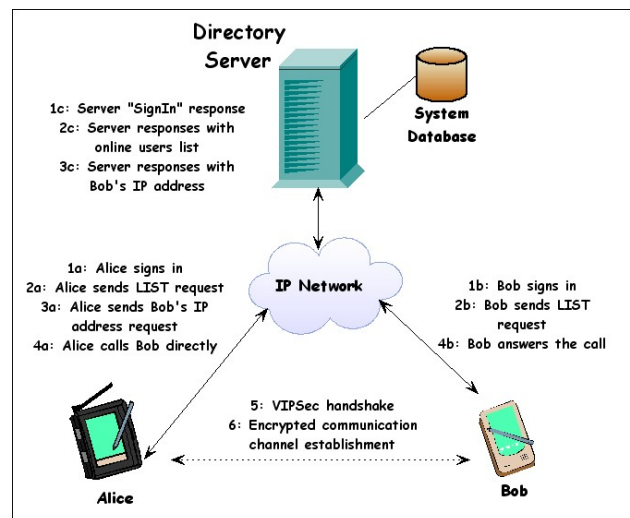 Directory
Server
1c: Server "SignIn" response
2c: Server responses with
online users list
3c: Server responses with
Bob's IP address
System
Database
1a: Alice signs in
2a: Alice sends LIST request
3a: Alice sends Bob's IP
address request
4a: Alice calls Bob directly
IP Network
1b: Bob signs in
2b: Bob sends LIST
request
4b: Bob answers the call
5: VIPSec handshake
6: Encrypted communication
channel establishment
Alice
Bob